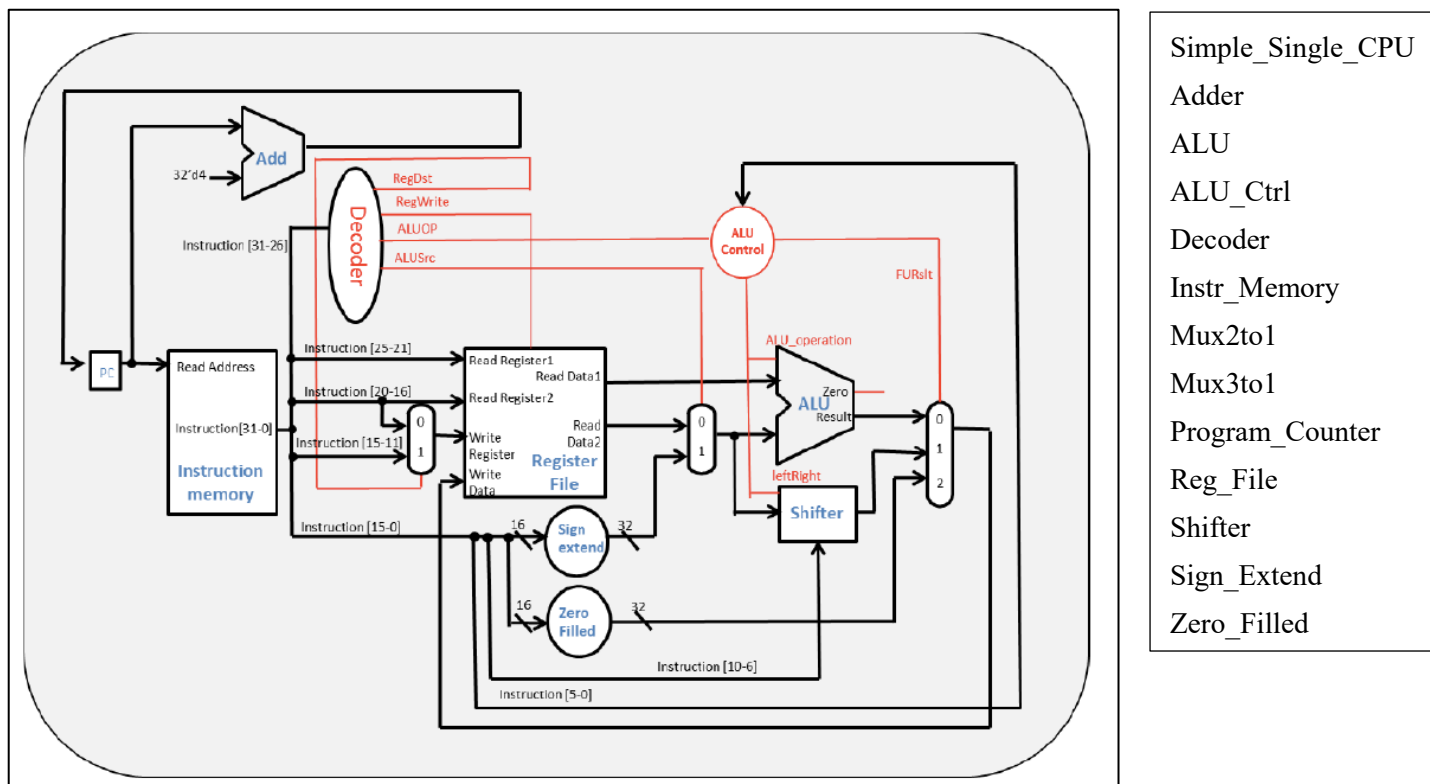 Add
32'd4
RegDst
RegWrite
ALUOP
ALUSrc
Decoder
Instruction [31-26]
ALU
Control
FURslt
PC
Read Address
Instruction[31-0]
Instruction
memory
Instruction [25-21]
Instruction [20-16]
Instruction [15-11]
0
1
Read Register1
Read Data1
Read Register2
Read
Data2
Write
Register
Write
Data
Register
File
0
1
ALU_operation
Zero
ALU
Result
leftRight
Shifter
0
1
2
Instruction [15-0]
16
Sign
extend
32
16
Zero
Filled
32
Instruction [10-6]
Instruction [5-0]
Simple_Single_CPU
Adder
ALU
ALU_Ctrl
Decoder
Instr_Memory
Mux2to1
Mux3to1
Program_Counter
Reg_File
Shifter
Sign_Extend
Zero_Filled